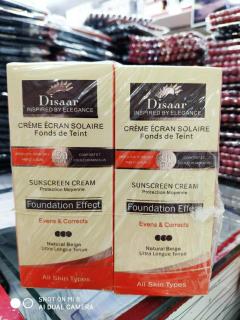 Disaar
INSPIRED BY ELEGANCE
CRÈME ÉCRAN SOLAIRE
Fonds de Teint
SUNSCREEN CREAM
Protection Moyenne
Foundation Effect
Evens & Corrects
Natural Beige
Ultra Longue Tenue
All Skin Types
Disaar
INSPIRED BY ELEGANCE
CRÈME ÉCRAN SOLAIRE
Fonds de Teint
SUNSCREEN CREAM
Protection Moyenne
Foundation Effect
Evens & Corrects
Natural Beige
Ultra Longue Tenue
All Skin Types
SHOT ON MI 8
AI DUAL CAMERA